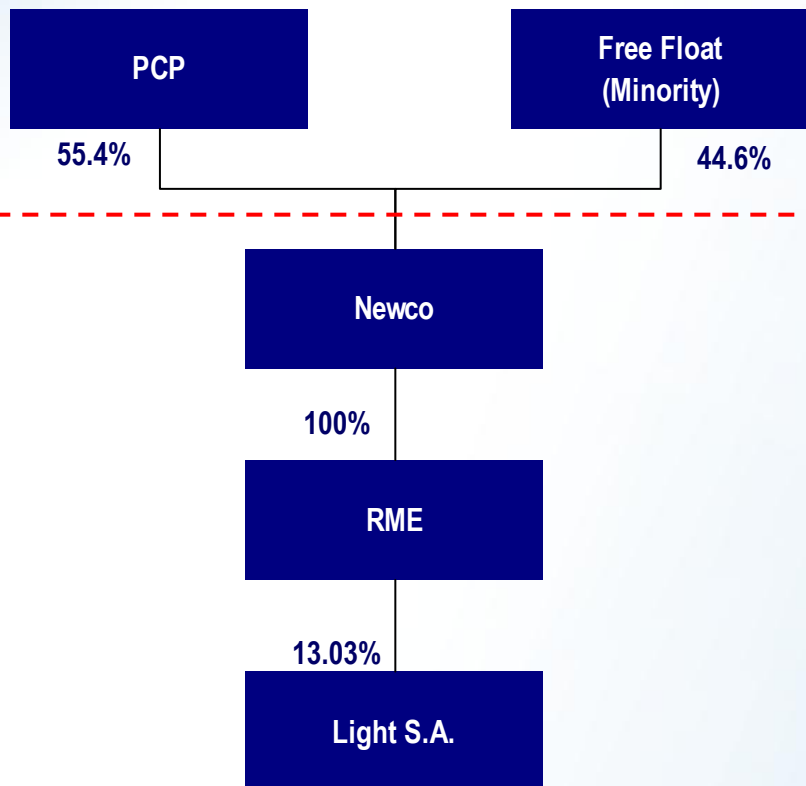 PCP
Free Float
(Minority)
55.4%
44.6%
Newco
100%
RME
13.03%
Light S.A.